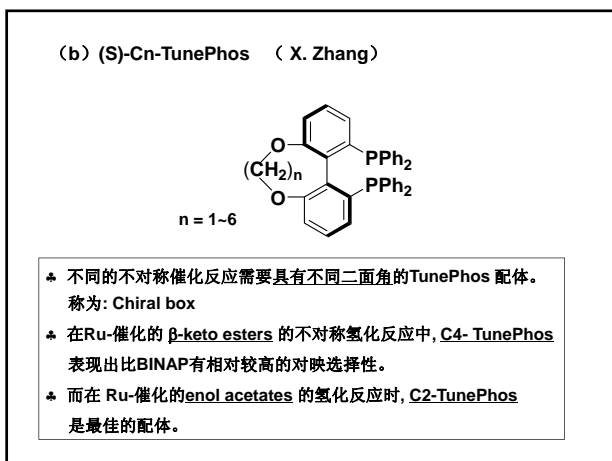 （b）(S)-Cn-TunePhos （ X. Zhang）
O
PPh2
(CH2)n
PPh2
O
n = 1~6
♣ 不同的不对称催化反应需要具有不同二面角的TunePhos 配体。
称为: Chiral box
♣ 在Ru-催化的 β-keto esters 的不对称氢化反应中, C4- TunePhos
表现出比BINAP有相对较高的对映选择性。
♣ 而在 Ru-催化的enol acetates 的氢化反应时, C2-TunePhos
是最佳的配体。